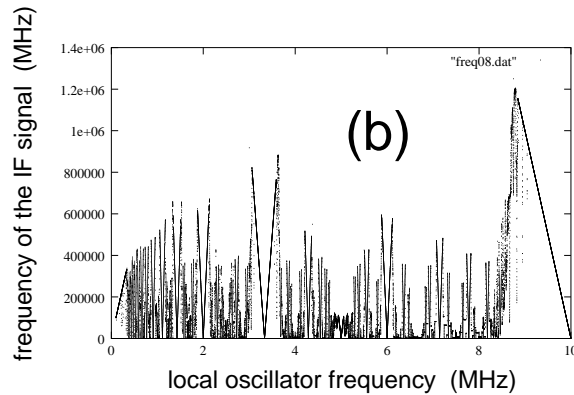 1.4e+06
"freq08.dat"
1.2e+06
1e+06
800000
600000
400000
200000
0
(b)
0 2 4 6 8 10
frequency of the IF signal (MHz)
local oscillator frequency (MHz)